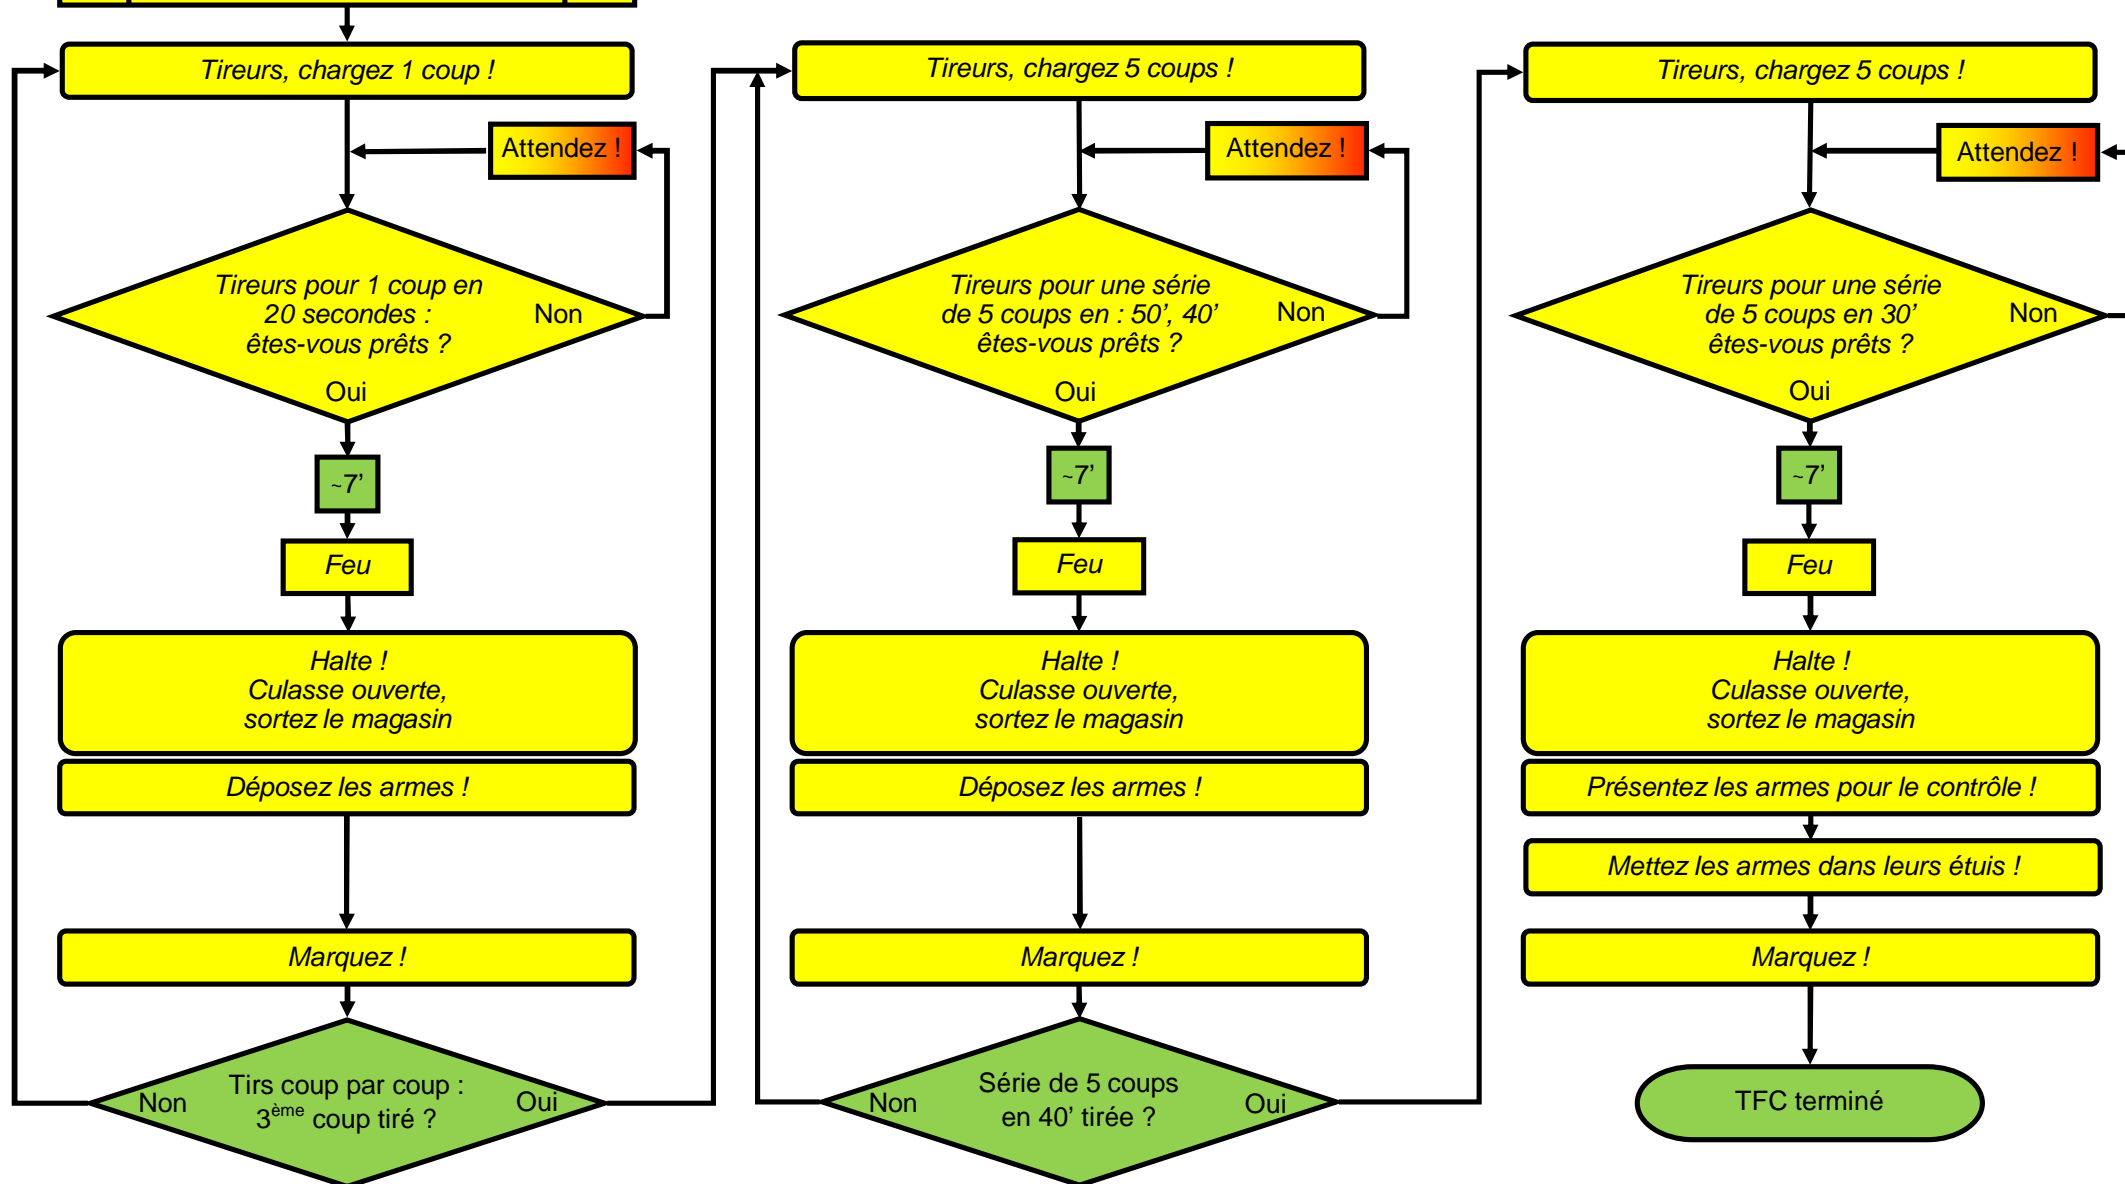 Tireurs, chargez 1 coup !
Attendez !
Tireurs pour 1 coup en
20 secondes :
êtes-vous prêts ?
Non
Oui
~7’
Feu
Halte !
Culasse ouverte,
sortez le magasin
Déposez les armes !
Marquez !
Tirs coup par coup :
3ème coup tiré ?
Non
Oui
Tireurs, chargez 5 coups !
Attendez !
Tireurs pour une série
de 5 coups en : 50’, 40’
êtes-vous prêts ?
Non
Oui
~7’
Feu
Halte !
Culasse ouverte,
sortez le magasin
Déposez les armes !
Marquez !
Série de 5 coups
en 40’ tirée ?
Non
Oui
Tireurs, chargez 5 coups !
Attendez !
Tireurs pour une série
de 5 coups en 30’
êtes-vous prêts ?
Non
Oui
~7’
Feu
Halte !
Culasse ouverte,
sortez le magasin
Présentez les armes pour le contrôle !
Mettez les armes dans leurs étuis !
Marquez !
TFC terminé